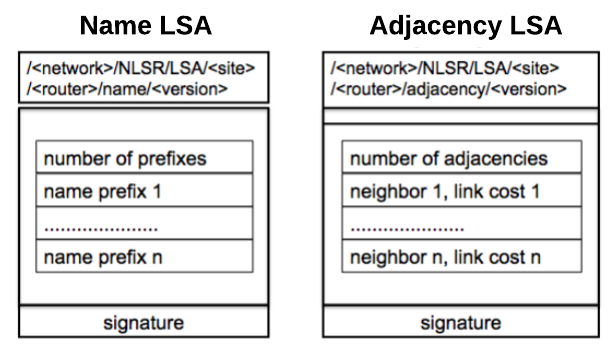 Name LSA
/<network>/NLSR/LSA/<site>
/<router>/name/<version>
number of prefixes
name prefix 1
.....................
name prefix n
signature
Adjacency LSA
/<network>/NLSR/LSA/<site>
/<router>/adjacency/<version>
number of adjacencies
neighbor 1, link cost 1
.....................
neighbor n, link cost n
signature